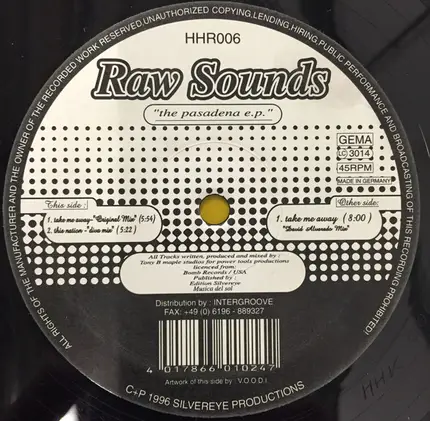 ALL RIGHTS OF THE MANUFACTURER AND THE OWNER OF THE RECORDED WORK RESERVED.UNAUTHORIZED COPYING,LENDING,HIRING,PUBLIC PERFORMANCE AND BROADCASTING OF THIS RECORDING PROHIBITED!
HHR006
Raw Sounds
"the pasadena e.p."
GEMA
LC 3014
45RPM
MADE IN GERMANY
This side :
1. take me away-"Original Mix" (5:54)
2. this nation - "diva mix" (5:22)
Other side:
1. take me away (8:00)
"David Alvarado Mix"
All Tracks written, produced and mixed by :
Tony B maple studios for power tools productions
licenced from:
Bomb Records / USA
Published by :
Edition Silvereye
Musica del sol
Distribution by : INTERGROOVE
FAX: +49 (0) 6196 - 889327
4 017866 010247
Artwork of this side by : V.O.O.D.I.
C+P 1996 SILVEREYE PRODUCTIONS